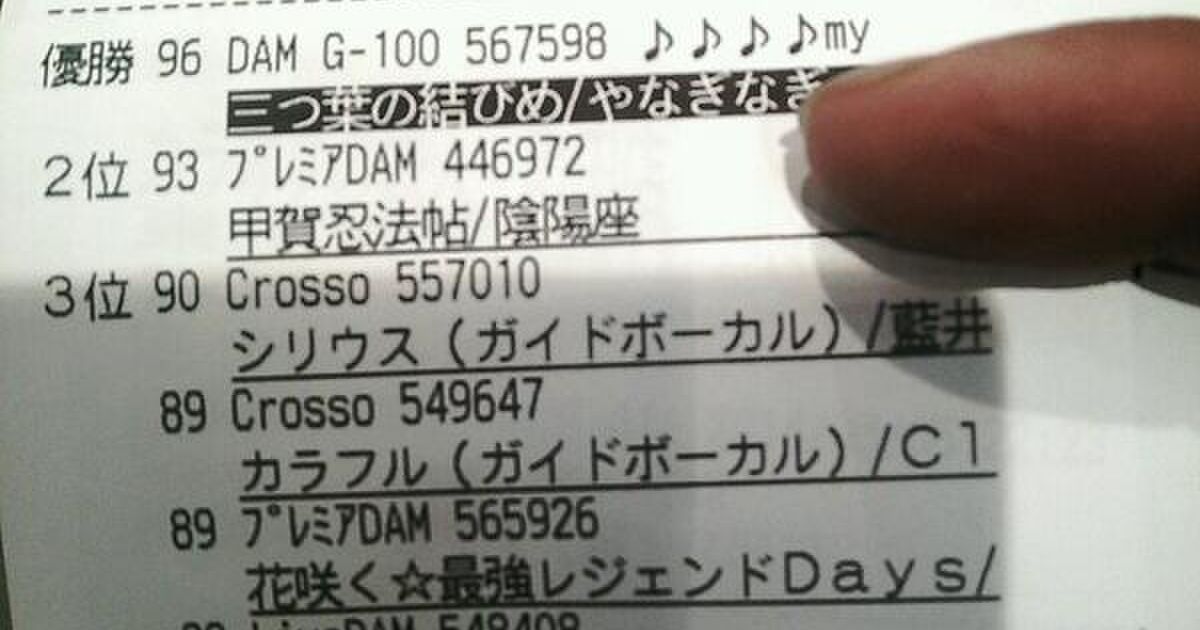 優勝 96 DAM G-100 567598 ♪♪♪♪my
三つ葉の結びめ/やなぎなぎ
2位 93 ﾌﾟﾚﾐｱDAM 446972
甲賀忍法帖/陰陽座
3位 90 Crosso 557010
シリウス（ガイドボーカル）/藍井
89 Crosso 549647
カラフル（ガイドボーカル）/Cl
89 ﾌﾟﾚﾐｱDAM 565926
花咲く☆最強レジェンドDays/
LiveDAM 548408